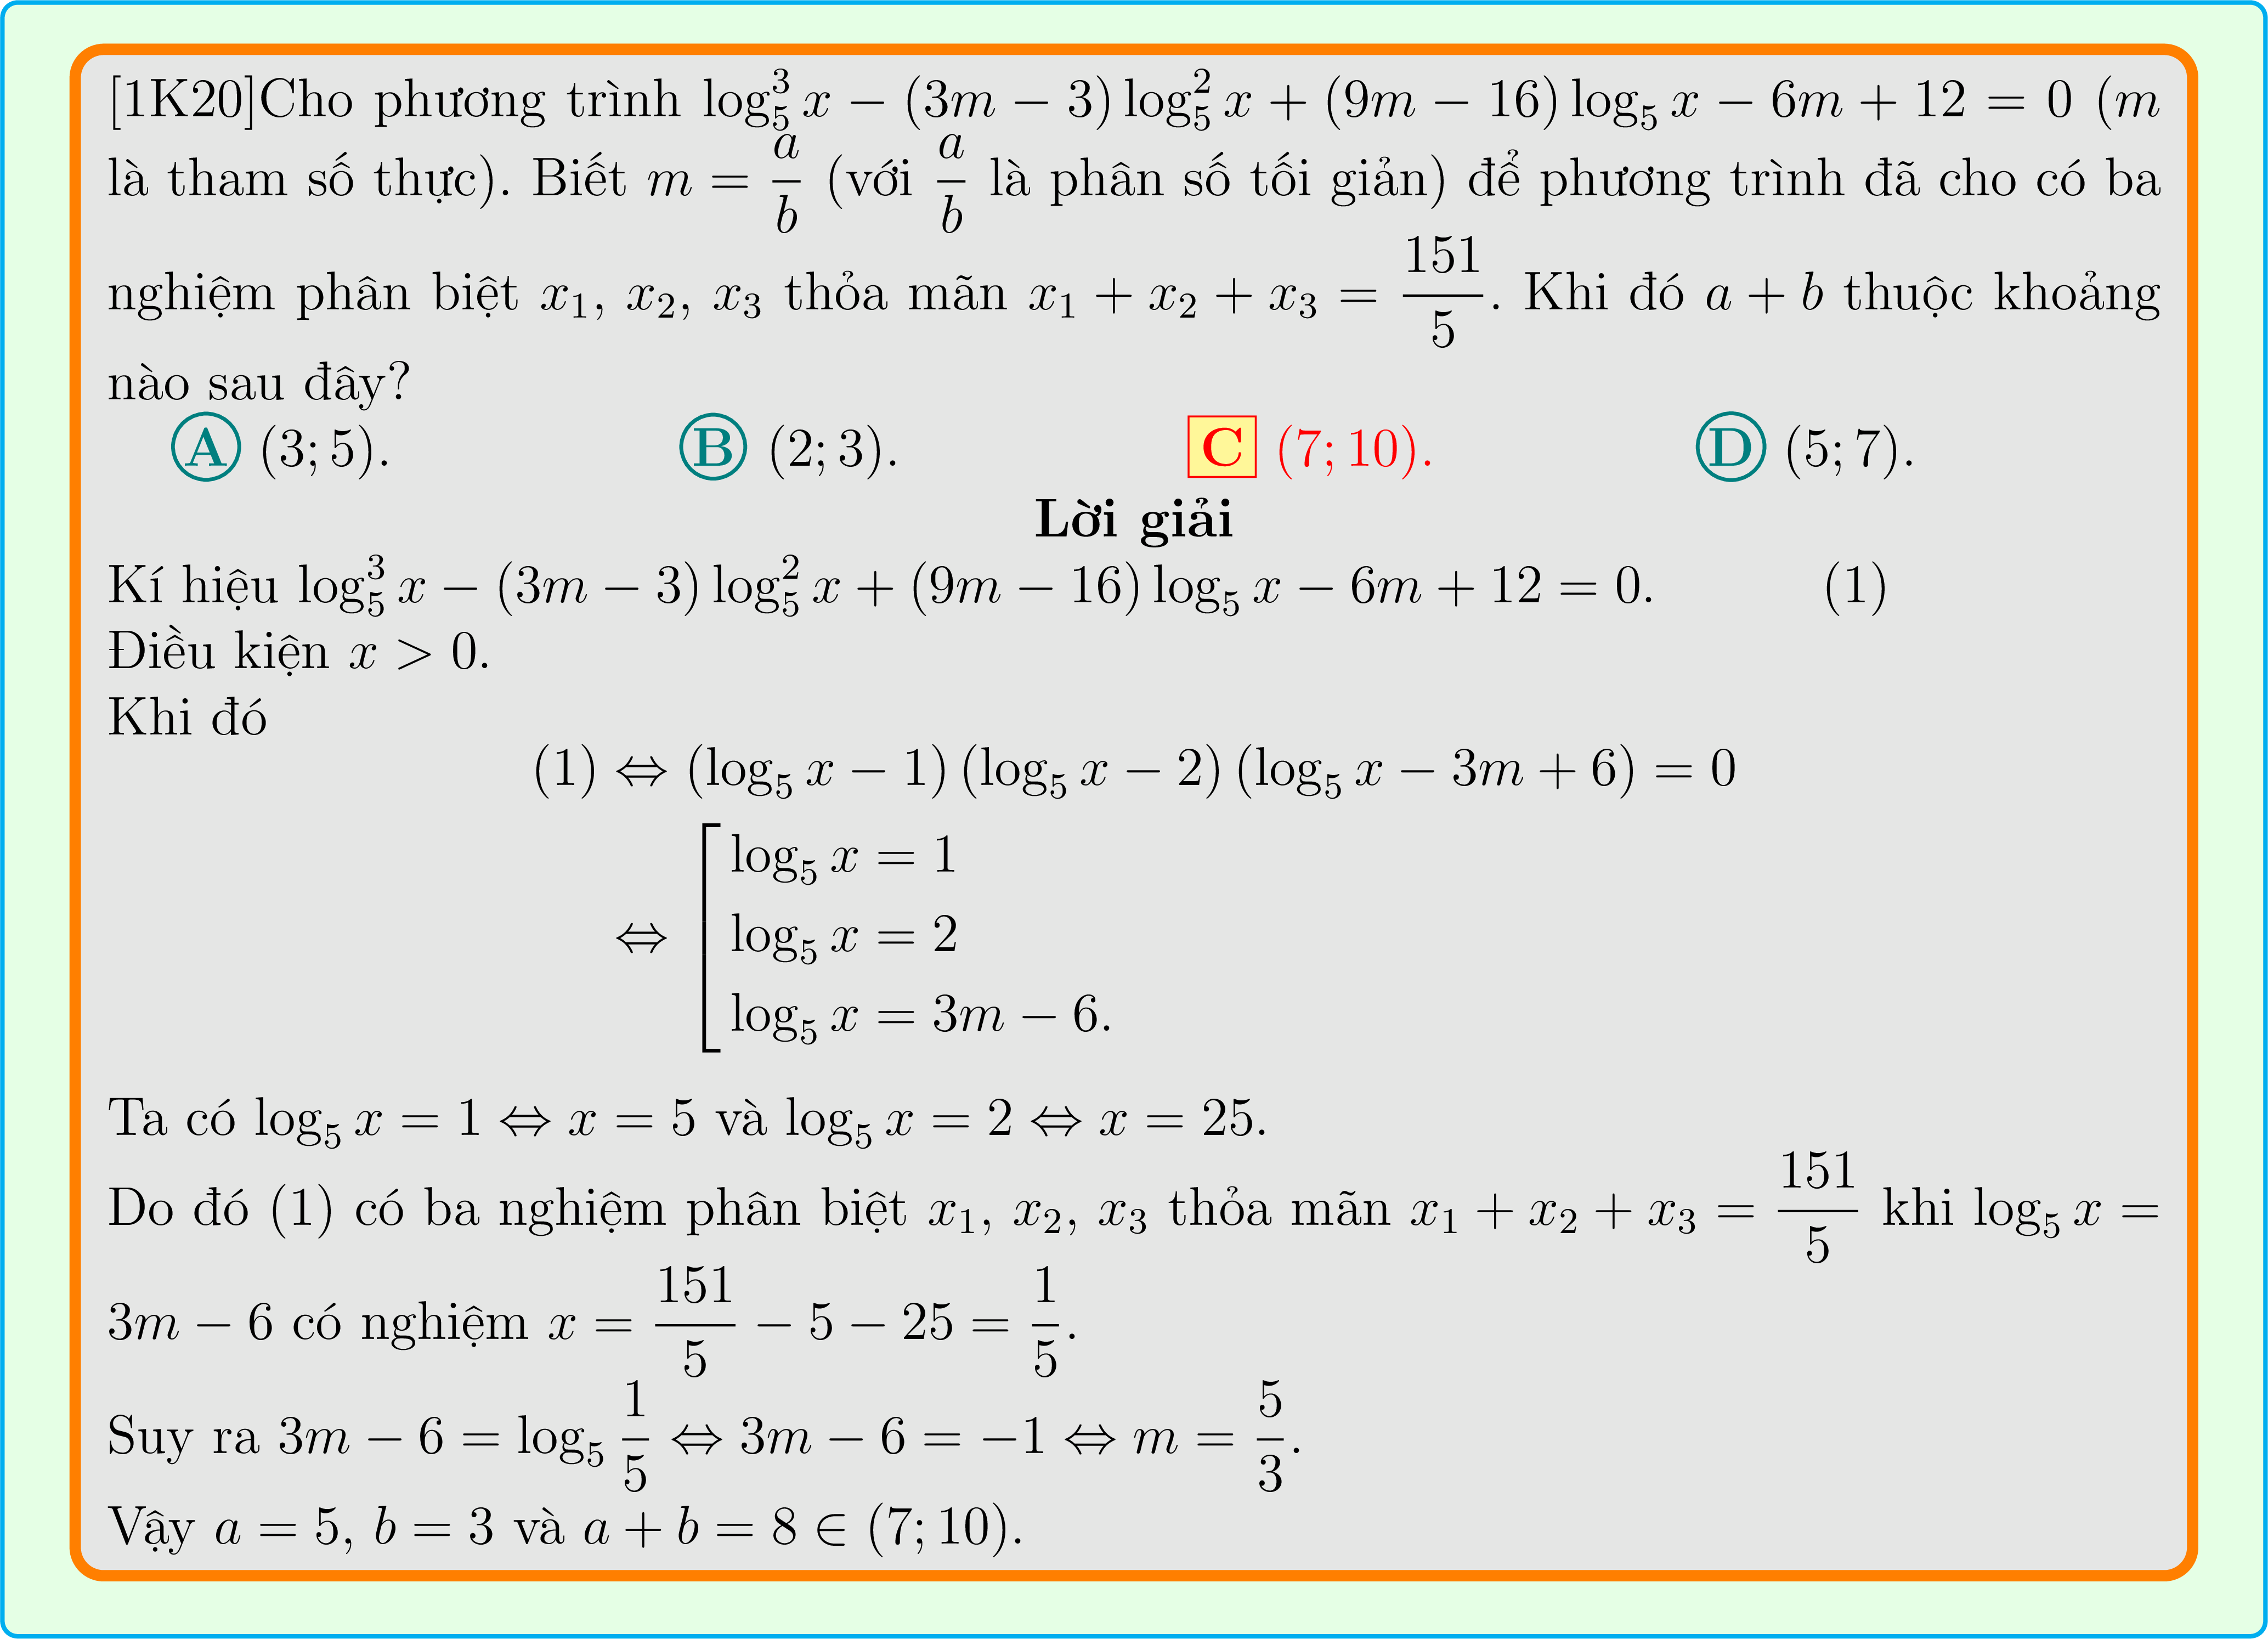 [1K20]Cho phương trình $\log_5^3 x - (3m - 3)\log_5^2 x + (9m - 16)\log_5 x - 6m + 12 = 0$ ($m$
là tham số thực). Biết $m = \dfrac{a}{b}$ (với $\dfrac{a}{b}$ là phân số tối giản) để phương trình đã cho có ba
nghiệm phân biệt $x_1$, $x_2$, $x_3$ thỏa mãn $x_1 + x_2 + x_3 = \dfrac{151}{5}$. Khi đó $a + b$ thuộc khoảng
nào sau đây?
A (3; 5). B (2; 3). C (7; 10). D (5; 7).
Lời giải
Kí hiệu $\log_5^3 x - (3m - 3)\log_5^2 x + (9m - 16)\log_5 x - 6m + 12 = 0$. (1)
Điều kiện $x > 0$.
Khi đó
$(1) \Leftrightarrow (\log_5 x - 1)(\log_5 x - 2)(\log_5 x - 3m + 6) = 0$
$\Leftrightarrow \left[\begin{array}{l} \log_5 x = 1 \\ \log_5 x = 2 \\ \log_5 x = 3m - 6. \end{array}\right.$
Ta có $\log_5 x = 1 \Leftrightarrow x = 5$ và $\log_5 x = 2 \Leftrightarrow x = 25$.
Do đó (1) có ba nghiệm phân biệt $x_1$, $x_2$, $x_3$ thỏa mãn $x_1 + x_2 + x_3 = \dfrac{151}{5}$ khi $\log_5 x =$
$3m - 6$ có nghiệm $x = \dfrac{151}{5} - 5 - 25 = \dfrac{1}{5}$.
Suy ra $3m - 6 = \log_5 \dfrac{1}{5} \Leftrightarrow 3m - 6 = -1 \Leftrightarrow m = \dfrac{5}{3}$.
Vậy $a = 5$, $b = 3$ và $a + b = 8 \in (7; 10)$.